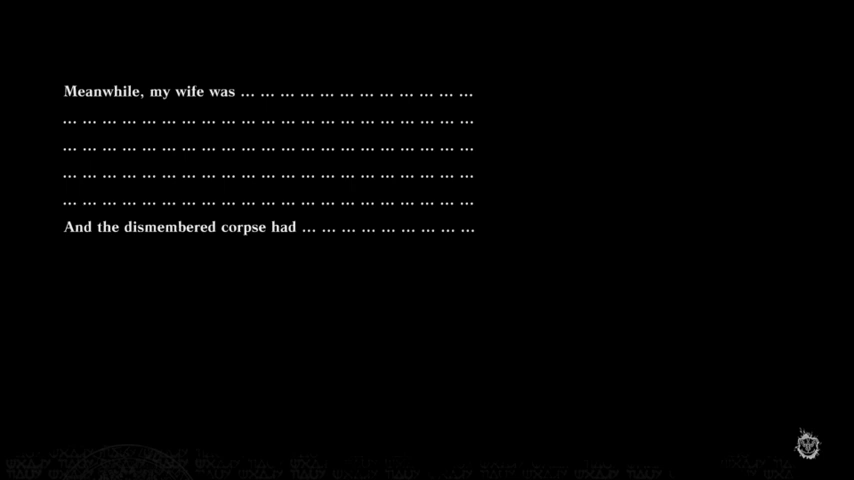 Meanwhile, my wife was … … … … … … … … … … … …
… … … … … … … … … … … … … … … … … … … … …
… … … … … … … … … … … … … … … … … … … … …
… … … … … … … … … … … … … … … … … … … … …
… … … … … … … … … … … … … … … … … … … … …
And the dismembered corpse had … … … … … … … … …